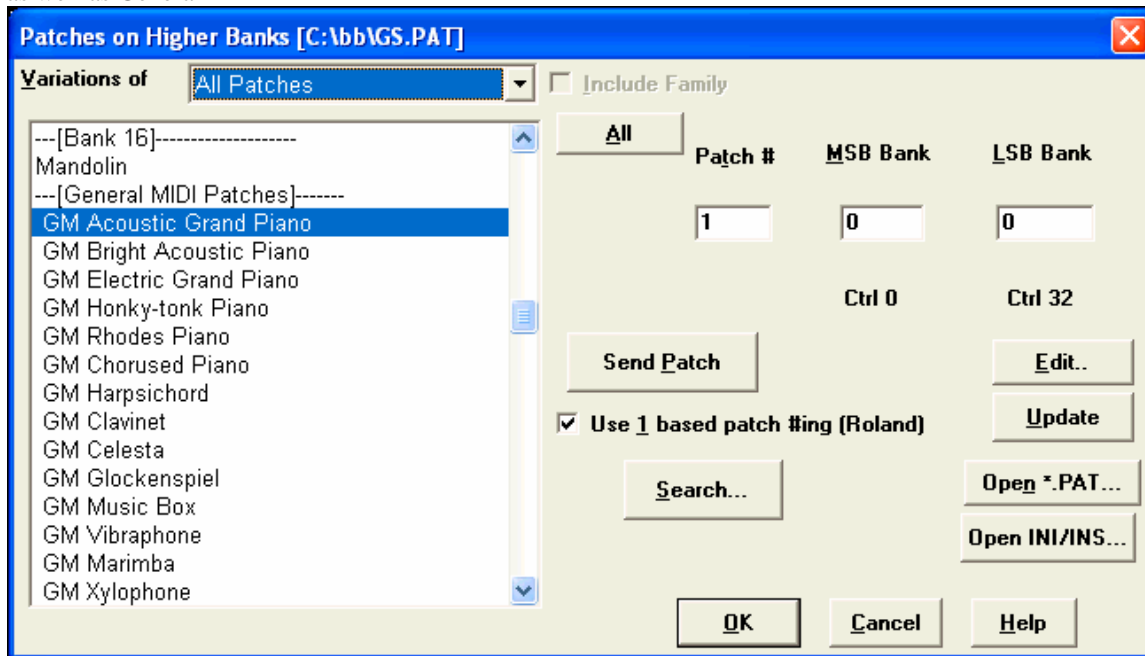 Patches on Higher Banks [C:\bb\GS.PAT]
Variations of
All Patches
Include Family
---[Bank 16]--------------------
Mandolin
---[General MIDI Patches]-------
GM Acoustic Grand Piano
GM Bright Acoustic Piano
GM Electric Grand Piano
GM Honky-tonk Piano
GM Rhodes Piano
GM Chorused Piano
GM Harpsichord
GM Clavinet
GM Celesta
GM Glockenspiel
GM Music Box
GM Vibraphone
GM Marimba
GM Xylophone
All
Patch # MSB Bank LSB Bank
1 0 0
Ctrl 0 Ctrl 32
Send Patch
Edit..
Use 1 based patch #ing (Roland)
Update
Search...
Open *.PAT...
Open INI/INS...
OK Cancel Help